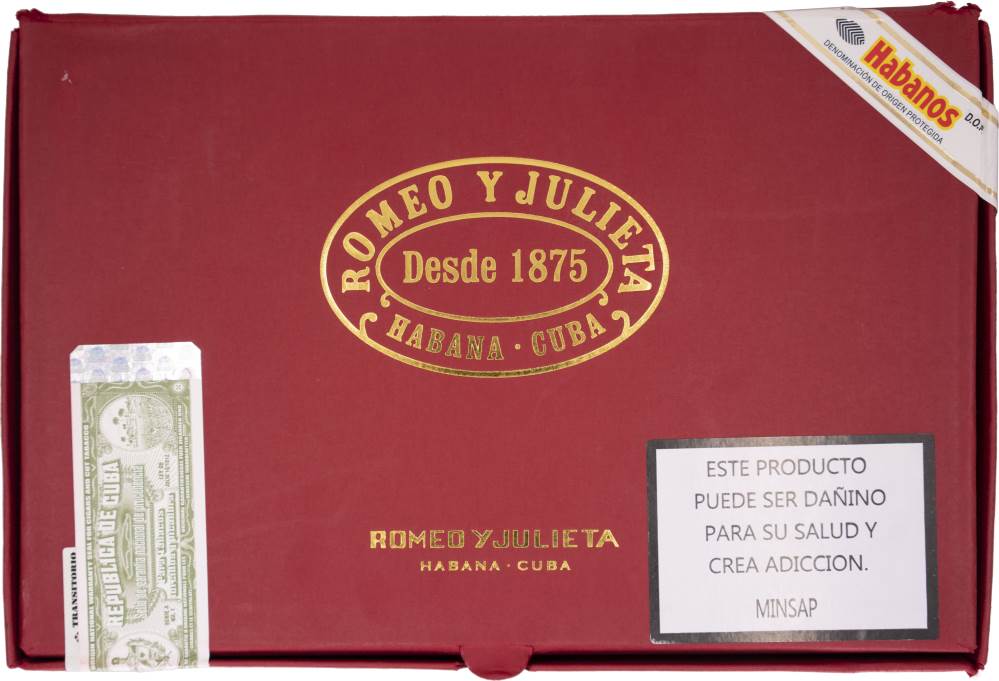 Habanos
D.O.P.
DENOMINACIÓN DE ORIGEN PROTEGIDA
ROMEO Y JULIETA
Desde 1875
HABANA · CUBA
ROMEO Y JULIETA
HABANA · CUBA
ESTE PRODUCTO
PUEDE SER DAÑINO
PARA SU SALUD Y
CREA ADICCION.
MINSAP
REPUBLICA DE CUBA
TRANSITORIO